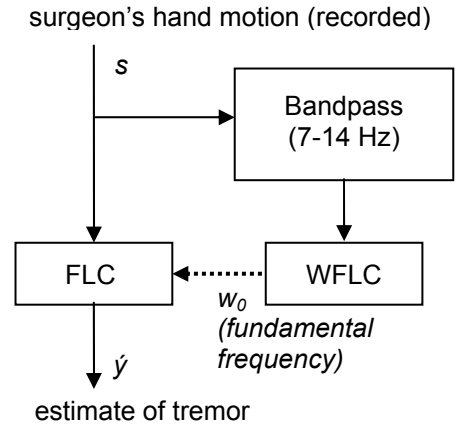 surgeon's hand motion (recorded)
s
Bandpass
(7-14 Hz)
FLC
WFLC
w₀
(fundamental
frequency)
ý
estimate of tremor